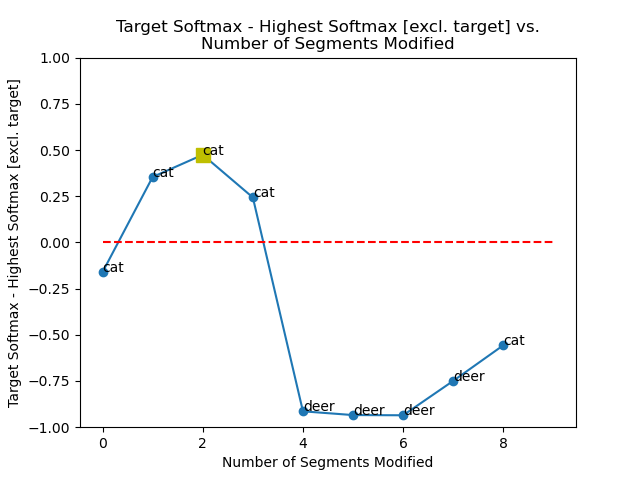 Target Softmax - Highest Softmax [excl. target] vs.
Number of Segments Modified
Target Softmax - Highest Softmax [excl. target]
1.00
0.75
0.50
0.25
0.00
−0.25
−0.50
−0.75
−1.00
cat
cat
cat
cat
deer
deer
deer
deer
cat
0 2 4 6 8
Number of Segments Modified